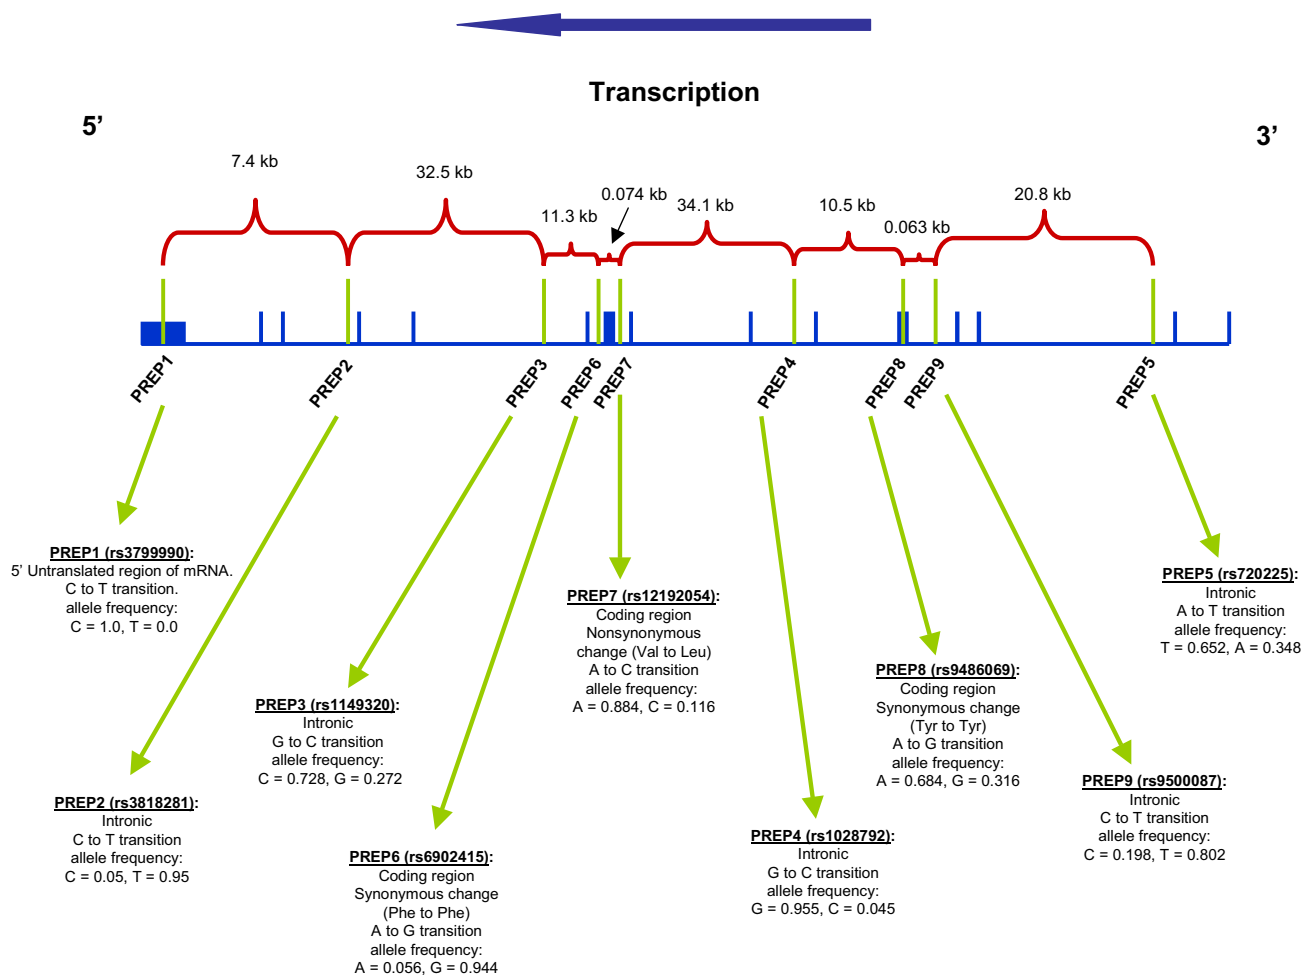 Transcription
5’
3’
7.4 kb
32.5 kb
11.3 kb
0.074 kb
34.1 kb
10.5 kb
0.063 kb
20.8 kb
PREP1
PREP2
PREP3
PREP6
PREP7
PREP4
PREP8
PREP9
PREP5
PREP1 (rs3799990):
5’ Untranslated region of mRNA.
C to T transition.
allele frequency:
C = 1.0, T = 0.0
PREP2 (rs3818281):
Intronic
C to T transition
allele frequency:
C = 0.05, T = 0.95
PREP3 (rs1149320):
Intronic
G to C transition
allele frequency:
C = 0.728, G = 0.272
PREP6 (rs6902415):
Coding region
Synonymous change
(Phe to Phe)
A to G transition
allele frequency:
A = 0.056, G = 0.944
PREP7 (rs12192054):
Coding region
Nonsynonymous
change (Val to Leu)
A to C transition
allele frequency:
A = 0.884, C = 0.116
PREP4 (rs1028792):
Intronic
G to C transition
allele frequency:
G = 0.955, C = 0.045
PREP8 (rs9486069):
Coding region
Synonymous change
(Tyr to Tyr)
A to G transition
allele frequency:
A = 0.684, G = 0.316
PREP9 (rs9500087):
Intronic
C to T transition
allele frequency:
C = 0.198, T = 0.802
PREP5 (rs720225):
Intronic
A to T transition
allele frequency:
T = 0.652, A = 0.348